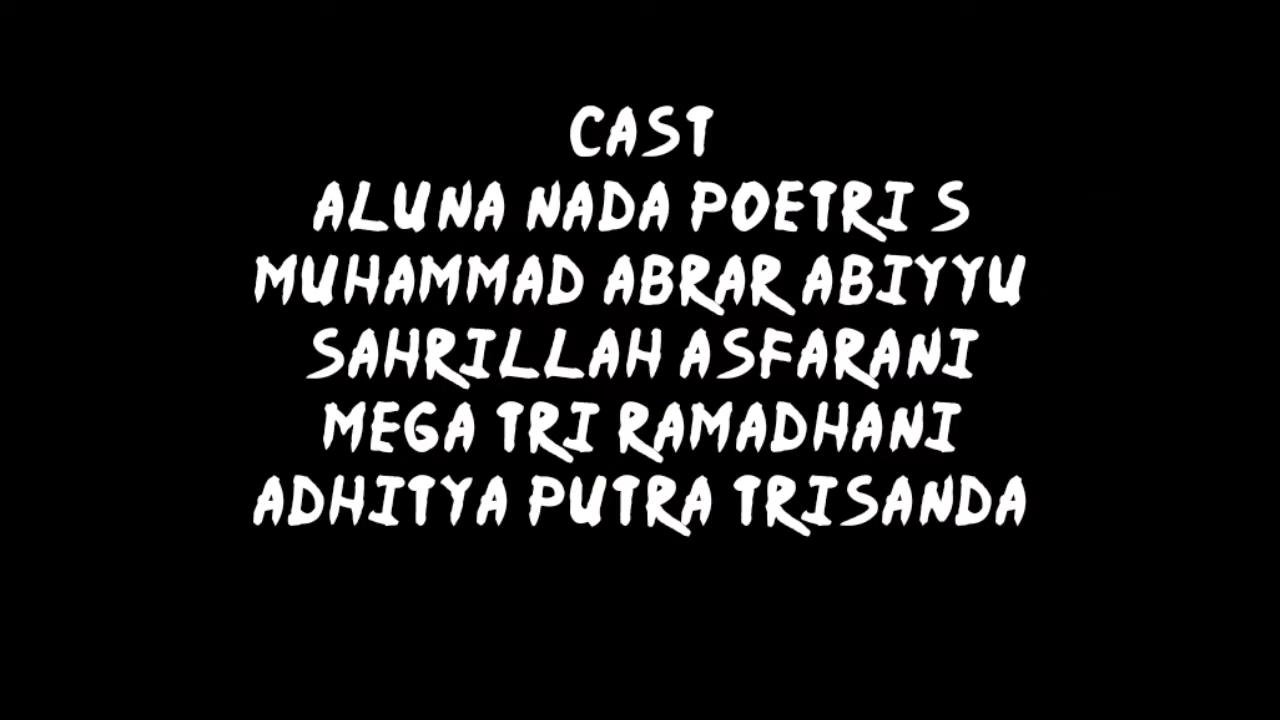 CAST
ALUNA NADA POETRI S
MUHAMMAD ABRAR ABIYYU
SAHRILLAH ASFARANI
MEGA TRI RAMADHANI
ADHITYA PUTRA TRISANDA